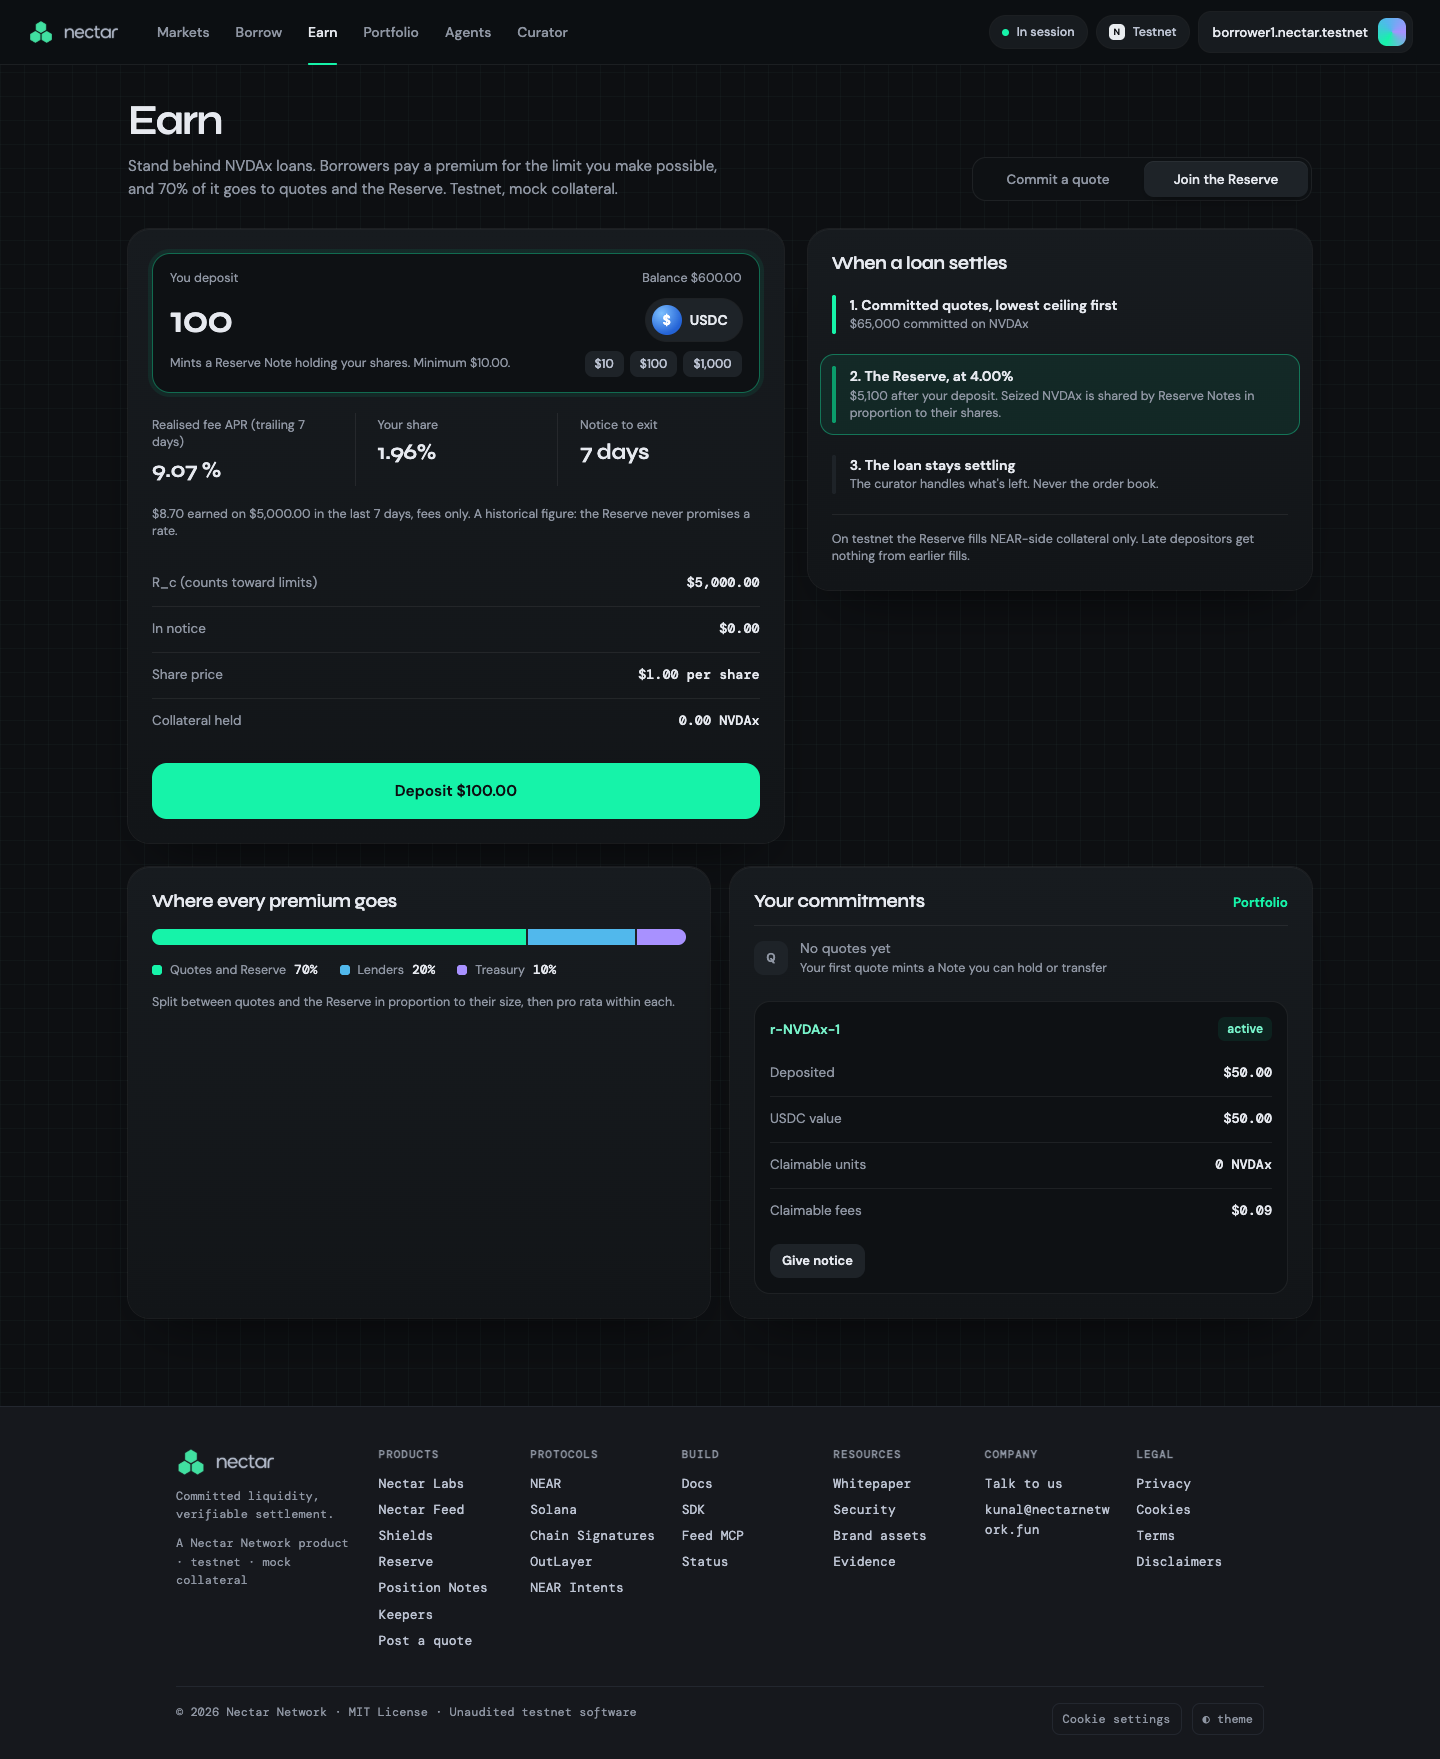 nectar
Markets
Borrow
Earn
Portfolio
Agents
Curator
In session
N
Testnet
borrower1.nectar.testnet
Earn
Stand behind NVDAx loans. Borrowers pay a premium for the limit you make possible,
and 70% of it goes to quotes and the Reserve. Testnet, mock collateral.
Commit a quote
Join the Reserve
You deposit
Balance $600.00
100
$
USDC
Mints a Reserve Note holding your shares. Minimum $10.00.
$10
$100
$1,000
Realised fee APR (trailing 7
days)
9.07 %
Your share
1.96%
Notice to exit
7 days
$8.70 earned on $5,000.00 in the last 7 days, fees only. A historical figure: the Reserve never promises a
rate.
R_c (counts toward limits)
$5,000.00
In notice
$0.00
Share price
$1.00 per share
Collateral held
0.00 NVDAx
Deposit $100.00
When a loan settles
1. Committed quotes, lowest ceiling first
$65,000 committed on NVDAx
2. The Reserve, at 4.00%
$5,100 after your deposit. Seized NVDAx is shared by Reserve Notes in
proportion to their shares.
3. The loan stays settling
The curator handles what's left. Never the order book.
On testnet the Reserve fills NEAR-side collateral only. Late depositors get
nothing from earlier fills.
Where every premium goes
Quotes and Reserve 70%
Lenders 20%
Treasury 10%
Split between quotes and the Reserve in proportion to their size, then pro rata within each.
Your commitments
Portfolio
Q
No quotes yet
Your first quote mints a Note you can hold or transfer
r-NVDAx-1
active
Deposited
$50.00
USDC value
$50.00
Claimable units
0 NVDAx
Claimable fees
$0.09
Give notice
nectar
Committed liquidity,
verifiable settlement.
A Nectar Network product
· testnet · mock
collateral
PRODUCTS
Nectar Labs
Nectar Feed
Shields
Reserve
Position Notes
Keepers
Post a quote
PROTOCOLS
NEAR
Solana
Chain Signatures
OutLayer
NEAR Intents
BUILD
Docs
SDK
Feed MCP
Status
RESOURCES
Whitepaper
Security
Brand assets
Evidence
COMPANY
Talk to us
kunal@nectarnetw
ork.fun
LEGAL
Privacy
Cookies
Terms
Disclaimers
© 2026 Nectar Network · MIT License · Unaudited testnet software
Cookie settings
◐ theme